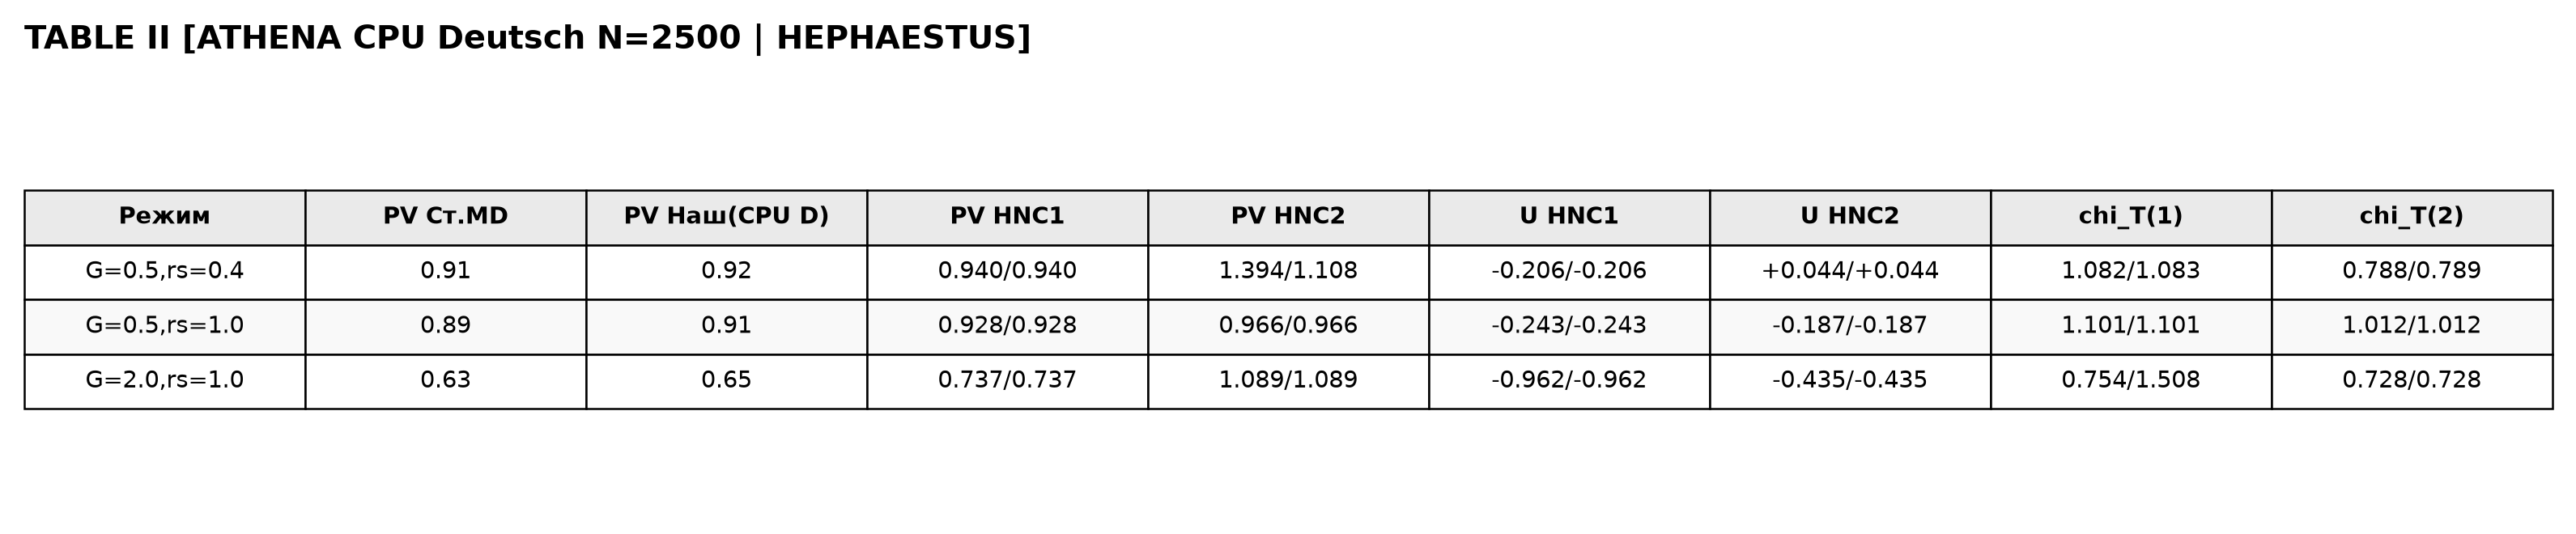 TABLE II [ATHENA CPU Deutsch N=2500 | HEPHAESTUS]
Режим PV Ст.MD PV Наш(CPU D) PV HNC1 PV HNC2 U HNC1 U HNC2 chi_T(1) chi_T(2)
G=0.5,rs=0.4 0.91 0.92 0.940/0.940 1.394/1.108 -0.206/-0.206 +0.044/+0.044 1.082/1.083 0.788/0.789
G=0.5,rs=1.0 0.89 0.91 0.928/0.928 0.966/0.966 -0.243/-0.243 -0.187/-0.187 1.101/1.101 1.012/1.012
G=2.0,rs=1.0 0.63 0.65 0.737/0.737 1.089/1.089 -0.962/-0.962 -0.435/-0.435 0.754/1.508 0.728/0.728